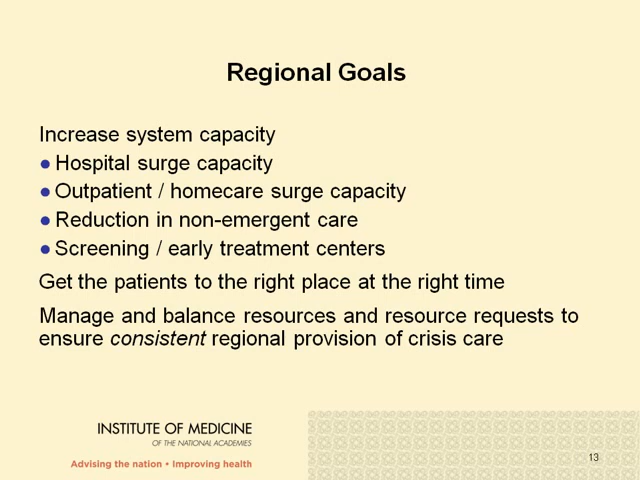 Regional Goals
Increase system capacity
● Hospital surge capacity
● Outpatient / homecare surge capacity
● Reduction in non-emergent care
● Screening / early treatment centers
Get the patients to the right place at the right time
Manage and balance resources and resource requests to
ensure consistent regional provision of crisis care
INSTITUTE OF MEDICINE
OF THE NATIONAL ACADEMIES
Advising the nation • Improving health
13